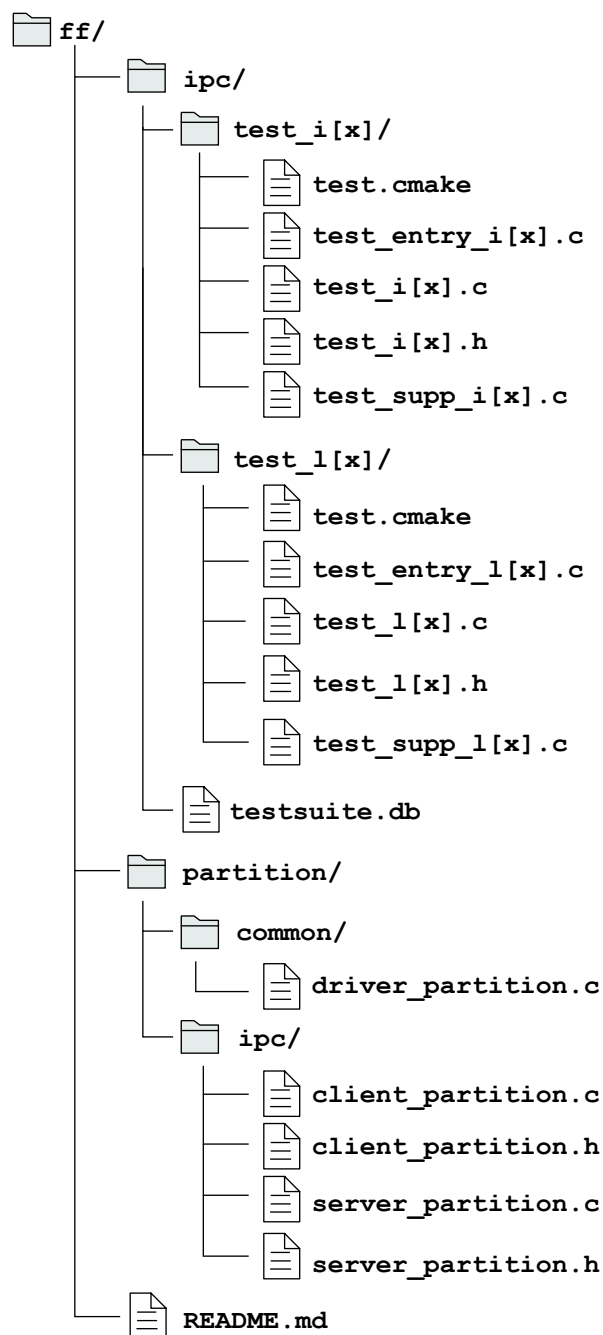 ff/
ipc/
test_i[x]/
test.cmake
test_entry_i[x].c
test_i[x].c
test_i[x].h
test_supp_i[x].c
test_l[x]/
test.cmake
test_entry_l[x].c
test_l[x].c
test_l[x].h
test_supp_l[x].c
testsuite.db
partition/
common/
driver_partition.c
ipc/
client_partition.c
client_partition.h
server_partition.c
server_partition.h
README.md